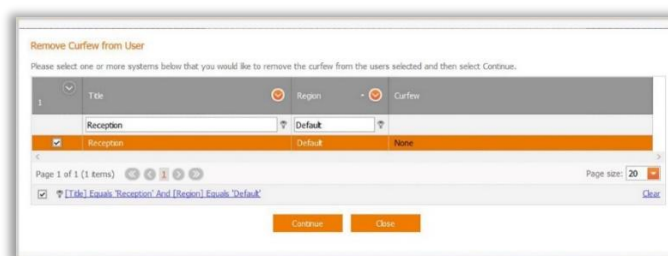 Remove Curfew from User
Please select one or more systems below that you would like to remove the curfew from the users selected and then select Continue.
1 Title Region Curfew
Reception Default
Reception Default None
Page 1 of 1 (1 items) 1 Page size: 20
[Title] Equals 'Reception' And [Region] Equals 'Default' Clear
Continue Close